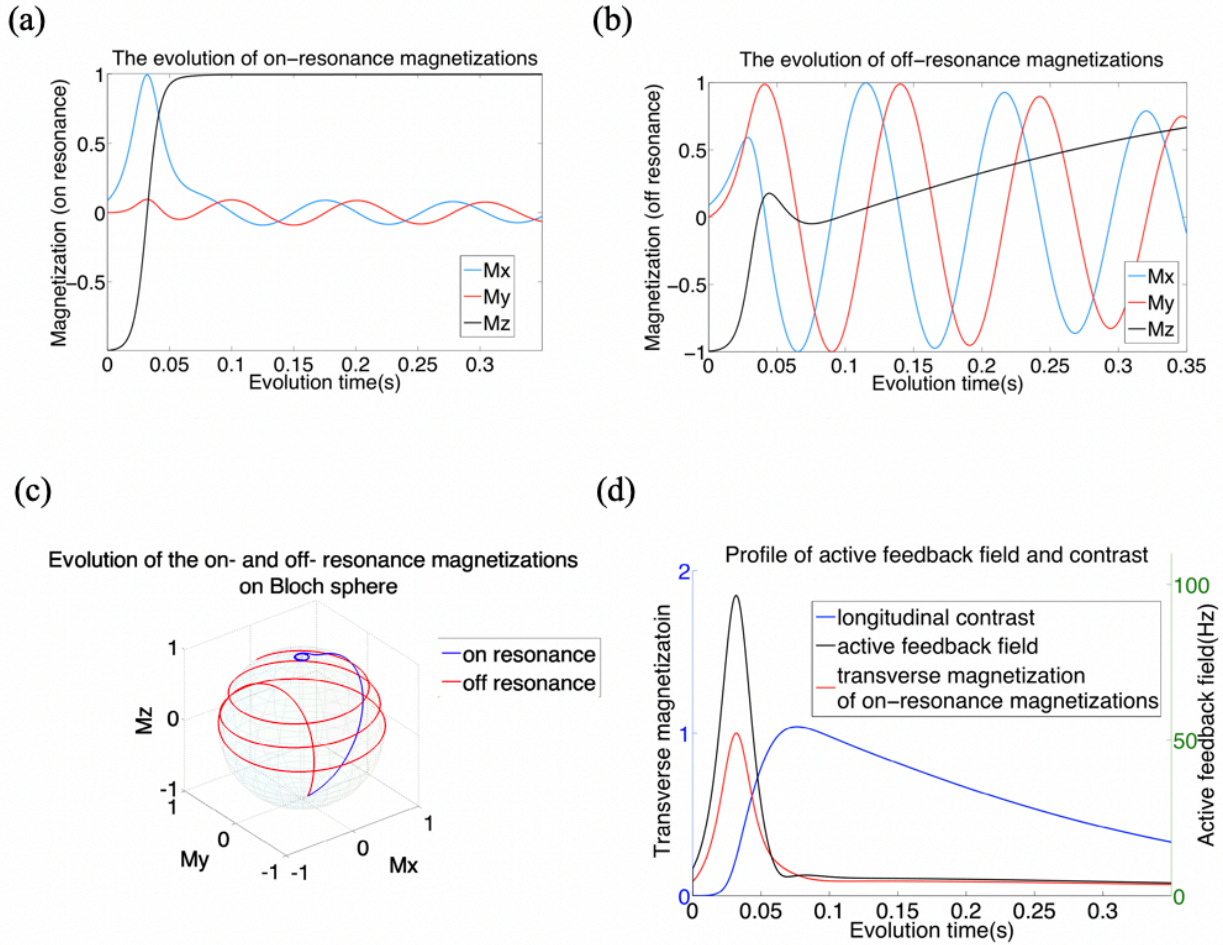 (a)
The evolution of on-resonance magnetizations
Magnetization (on resonance)
1
0.5
0
-0.5
0
0.05
0.1
0.15
0.2
0.25
0.3
Mx
My
Mz
Evolution time(s)
(b)
The evolution of off-resonance magnetizations
Magnetization (off resonance)
1
0.5
0
-0.5
-1
0
0.05
0.1
0.15
0.2
0.25
0.3
0.35
Mx
My
Mz
Evolution time(s)
(c)
Evolution of the on- and off- resonance magnetizations
on Bloch sphere
on resonance
off resonance
Mz
1
0
-1
My
1
0
-1
Mx
-1
0
1
(d)
Profile of active feedback field and contrast
Transverse magnetizatoin
2
1
0
longitudinal contrast
active feedback field
transverse magnetization
of on-resonance magnetizations
Active feedback field(Hz)
100
50
0
0
0.05
0.1
0.15
0.2
0.25
0.3
Evolution time(s)